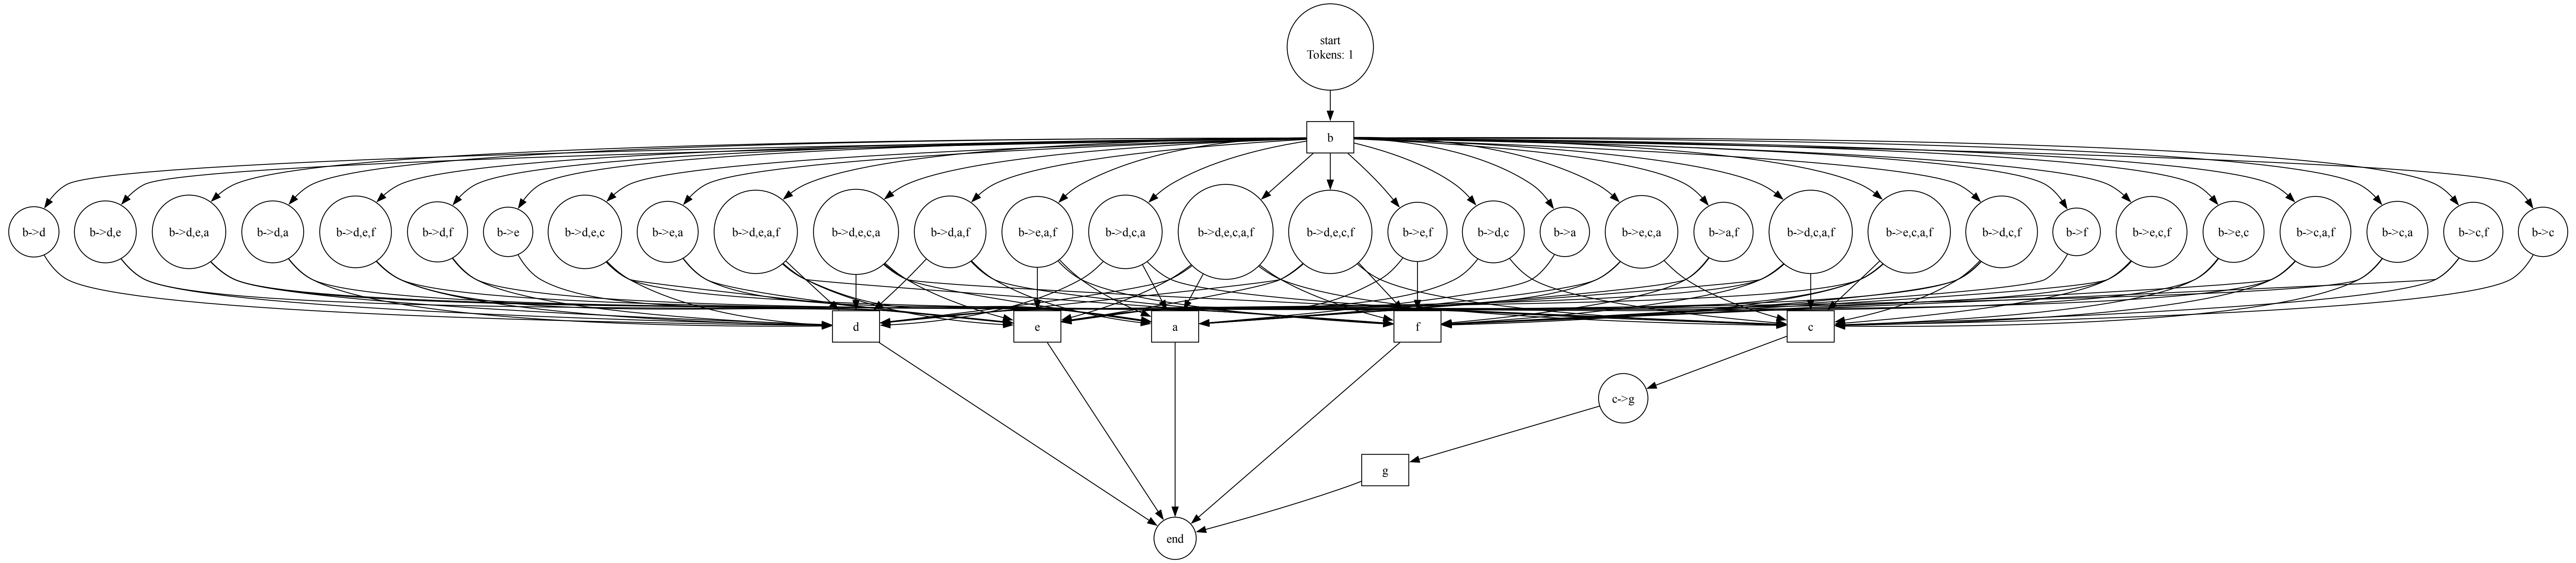 start
Tokens: 1
b
b->d
b->d,e
b->d,e,a
b->d,a
b->d,e,f
b->d,f
b->e
b->d,e,c
b->e,a
b->d,e,a,f
b->d,e,c,a
b->d,a,f
b->e,a,f
b->d,c,a
b->d,e,c,a,f
b->d,e,c,f
b->e,f
b->d,c
b->a
b->e,c,a
b->a,f
b->d,c,a,f
b->e,c,a,f
b->d,c,f
b->f
b->e,c,f
b->e,c
b->c,a,f
b->c,a
b->c,f
b->c
d
e
a
f
c
c->g
g
end